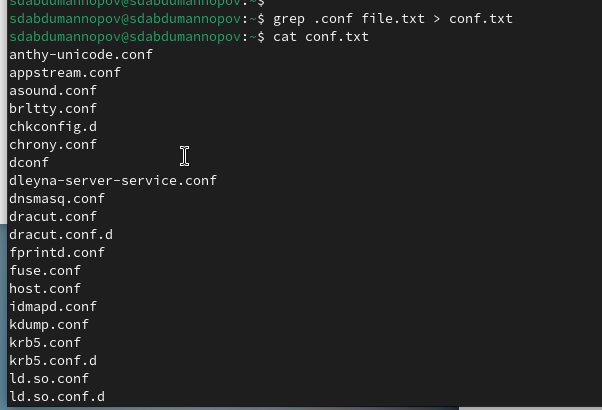 sdabdumannopov@sdabdumannopov:~$
sdabdumannopov@sdabdumannopov:~$ grep .conf file.txt > conf.txt
sdabdumannopov@sdabdumannopov:~$ cat conf.txt
anthy-unicode.conf
appstream.conf
asound.conf
brltty.conf
chkconfig.d
chrony.conf
dconf
dleyna-server-service.conf
dnsmasq.conf
dracut.conf
dracut.conf.d
fprintd.conf
fuse.conf
host.conf
idmapd.conf
kdump.conf
krb5.conf
krb5.conf.d
ld.so.conf
ld.so.conf.d